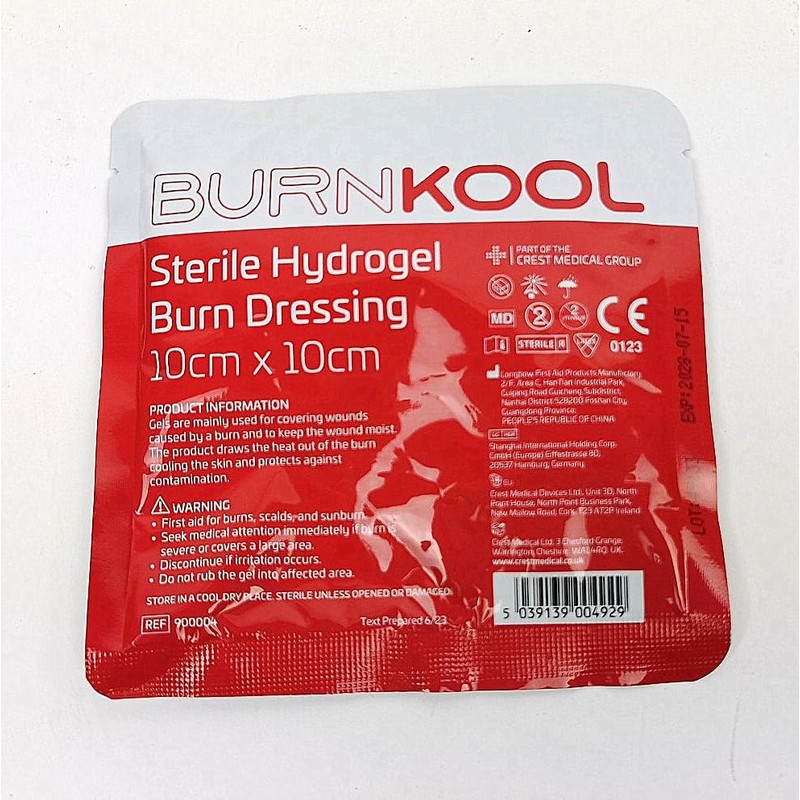 BURNKOOL
Sterile Hydrogel
Burn Dressing
10cm x 10cm
PRODUCT INFORMATION
Gels are mainly used for covering wounds
caused by a burn and to keep the wound moist.
The product draws the heat out of the burn
cooling the skin and protects against
contamination.
WARNING
• First aid for burns, scalds, and sunburn.
• Seek medical attention immediately if burn is
severe or covers a large area.
• Discontinue if irritation occurs.
• Do not rub the gel into affected area.
STORE IN A COOL DRY PLACE. STERILE UNLESS OPENED OR DAMAGED.
REF 900004
Text Prepared 6/23
PART OF THE
CREST MEDICAL GROUP
MD 2 2 CE
STERILE R LATEX 0123
Longbow First Aid Products Manufactory
2/F, Area C, HanTian Industrial Park,
Guiping Road Guicheng Subdistrict,
Nanhai District 528200 Foshan City,
Guangdong Province,
PEOPLE'S REPUBLIC OF CHINA
EC REP
Shanghai International Holding Corp.
GmbH (Europe) Eiffestrasse 80,
20537 Hamburg, Germany
EU
Crest Medical Devices Ltd., Unit 3D, North
Point House, North Point Business Park,
New Mallow Road, Cork, T23 AT2P Ireland
Crest Medical Ltd. 3 Chesford Grange,
Warrington, Cheshire, WA1 4RQ. UK.
www.crestmedical.co.uk
5 039139 004929
EXP: 2026-07-15
LOT: